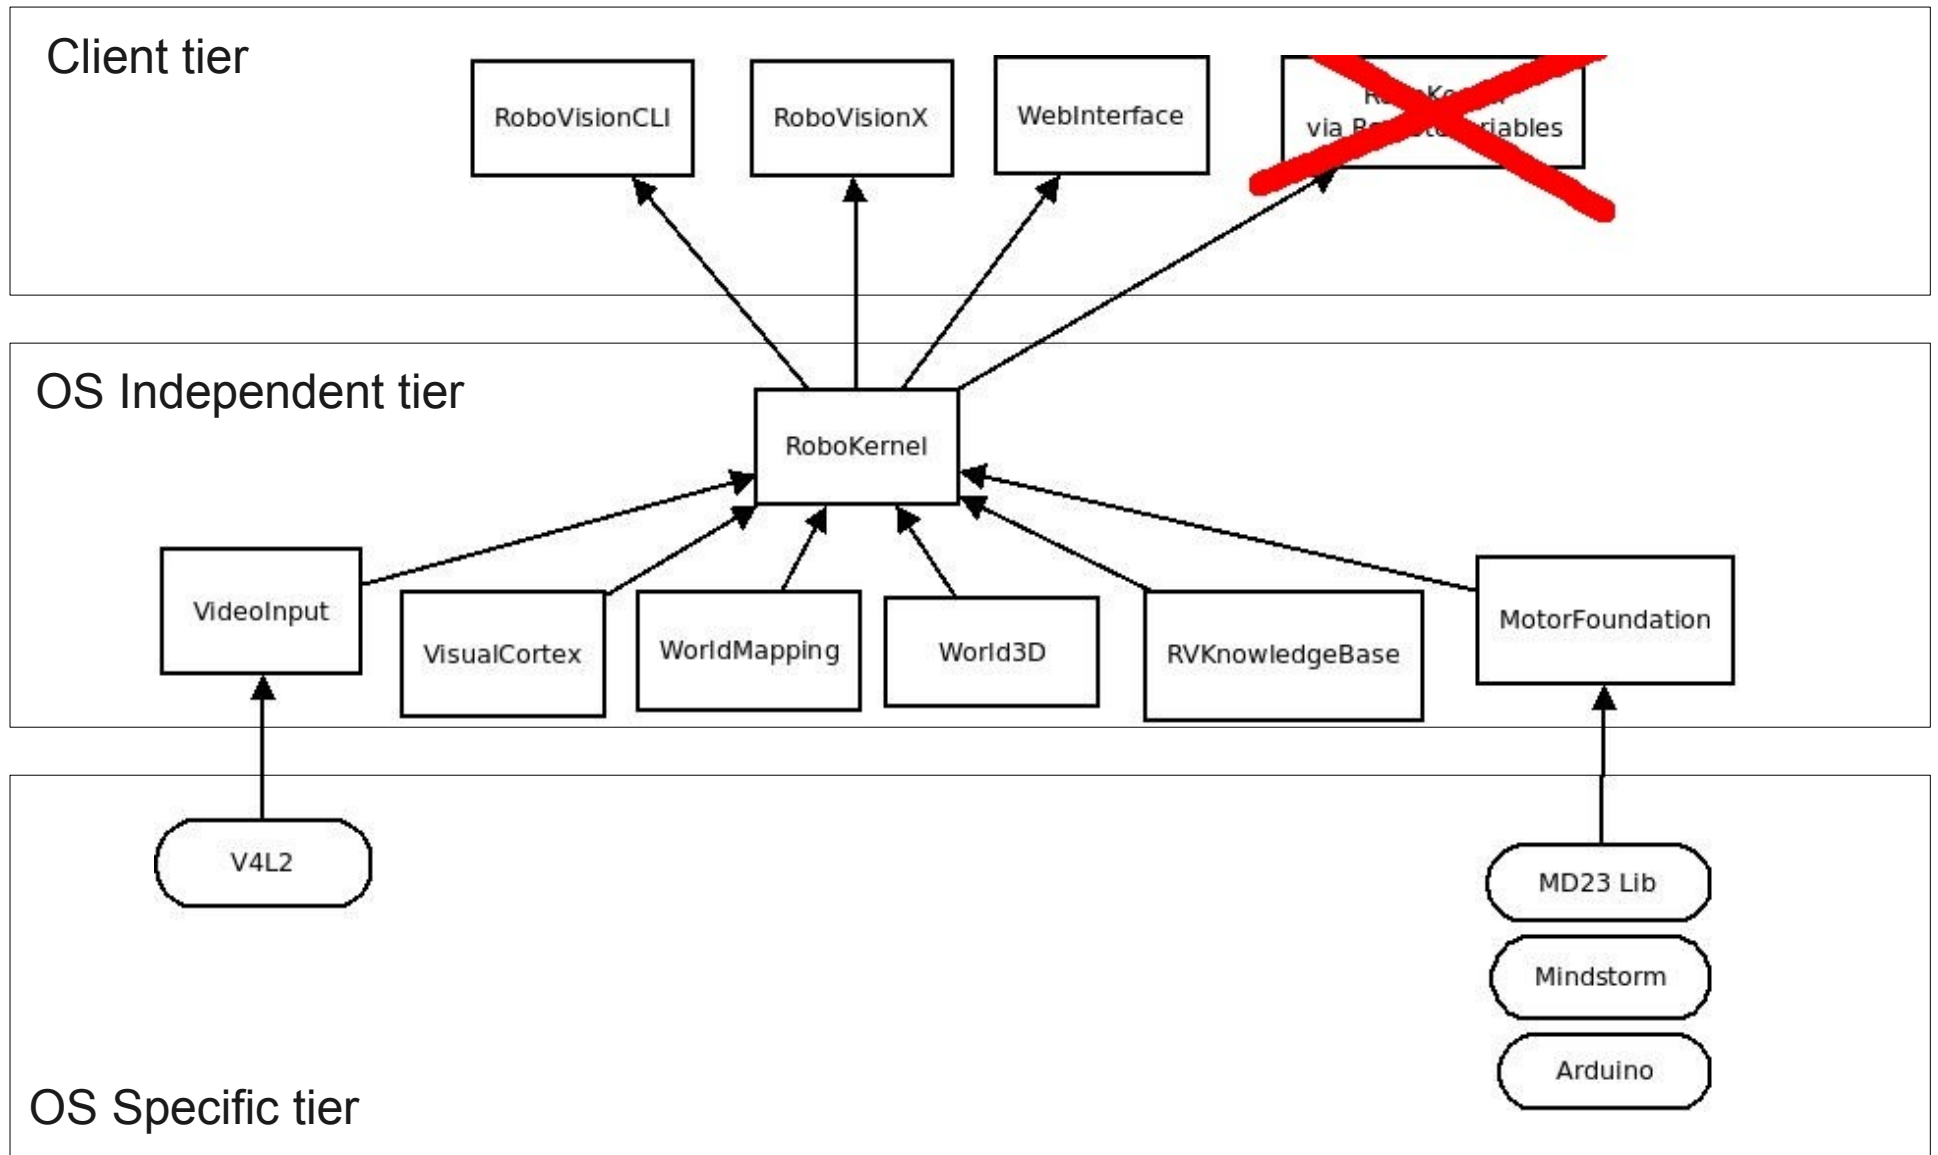 Client tier
RoboVisionCLI
RoboVisionX
WebInterface
via
OS Independent tier
RoboKernel
VideoInput
VisualCortex
WorldMapping
World3D
RVKnowledgeBase
MotorFoundation
V4L2
MD23 Lib
Mindstorm
Arduino
OS Specific tier